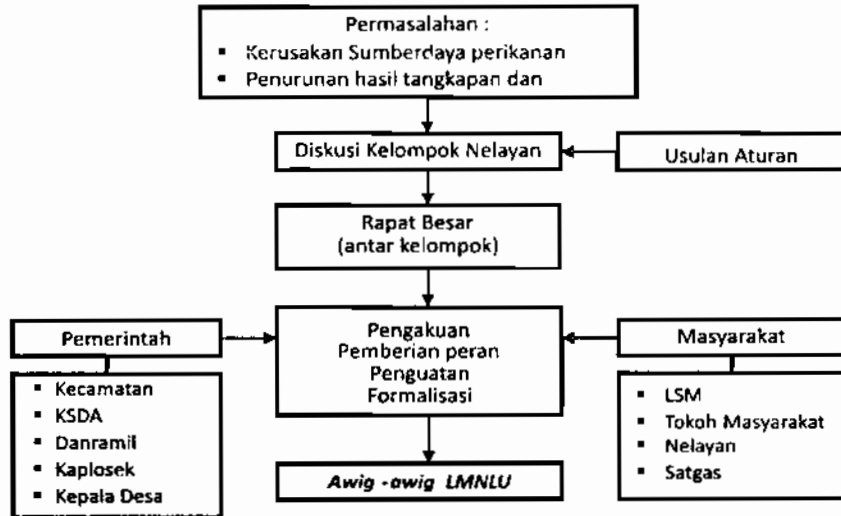 Permasalahan :
▪ Kerusakan Sumberdaya perikanan
▪ Penurunan hasil tangkapan dan
Diskusi Kelompok Nelayan
Usulan Aturan
Rapat Besar
(antar kelompok)
Pemerintah
Pengakuan
Pemberian peran
Penguatan
Formalisasi
Masyarakat
▪ Kecamatan
▪ KSDA
▪ Danramil
▪ Kaplosek
▪ Kepala Desa
▪ LSM
▪ Tokoh Masyarakat
▪ Nelayan
▪ Satgas
Awig -awig LMNLU